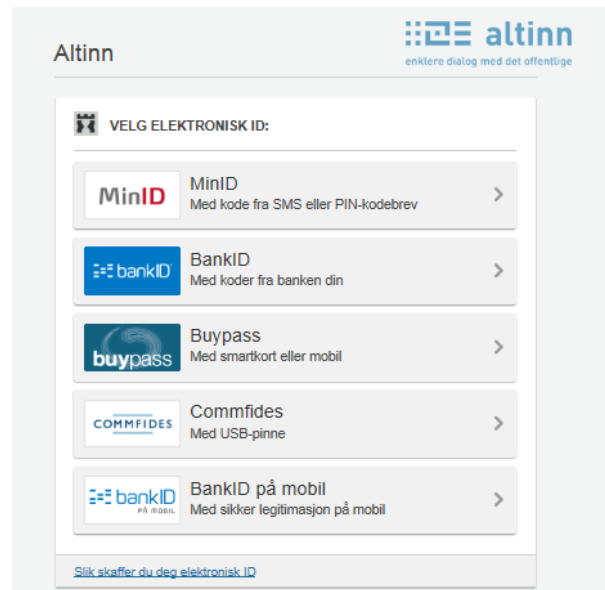 Altinn
altinn
enklere dialog med det offentlige
VELG ELEKTRONISK ID:
MinID
MinID
Med kode fra SMS eller PIN-kodebrev
bankID
BankID
Med koder fra banken din
buypass
Buypass
Med smartkort eller mobil
COMMFIDES
Commfides
Med USB-pinne
bankID
PÅ MOBIL
BankID på mobil
Med sikker legitimasjon på mobil
Slik skaffer du deg elektronisk ID